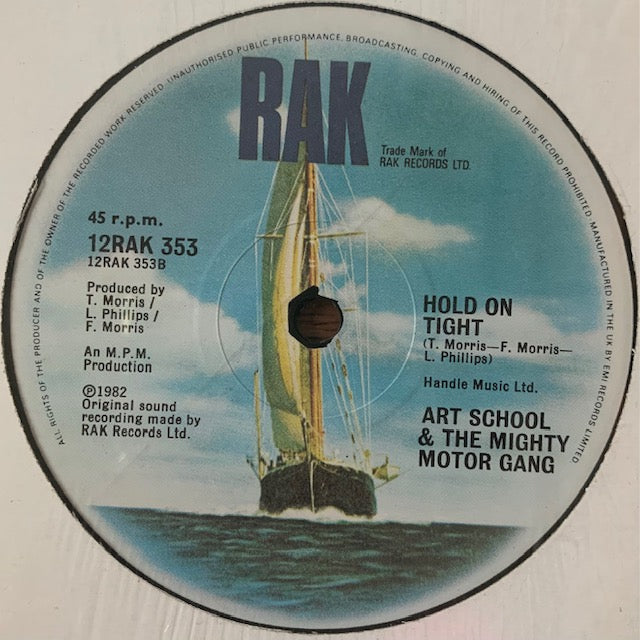 ALL RIGHTS OF THE PRODUCER AND OF THE OWNER OF THE RECORDED WORK RESERVED. UNAUTHORISED PUBLIC PERFORMANCE, BROADCASTING, COPYING AND HIRING OF THIS RECORD PROHIBITED. MANUFACTURED IN THE UK BY EMI RECORDS LIMITED.
RAK
Trade Mark of
RAK RECORDS LTD.
45 r.p.m.
12RAK 353
12RAK 353B
Produced by
T. Morris /
L. Phillips /
F. Morris
An M.P.M.
Production
℗1982
Original sound
recording made by
RAK Records Ltd.
HOLD ON
TIGHT
(T. Morris—F. Morris—
L. Phillips)
Handle Music Ltd.
ART SCHOOL
& THE MIGHTY
MOTOR GANG